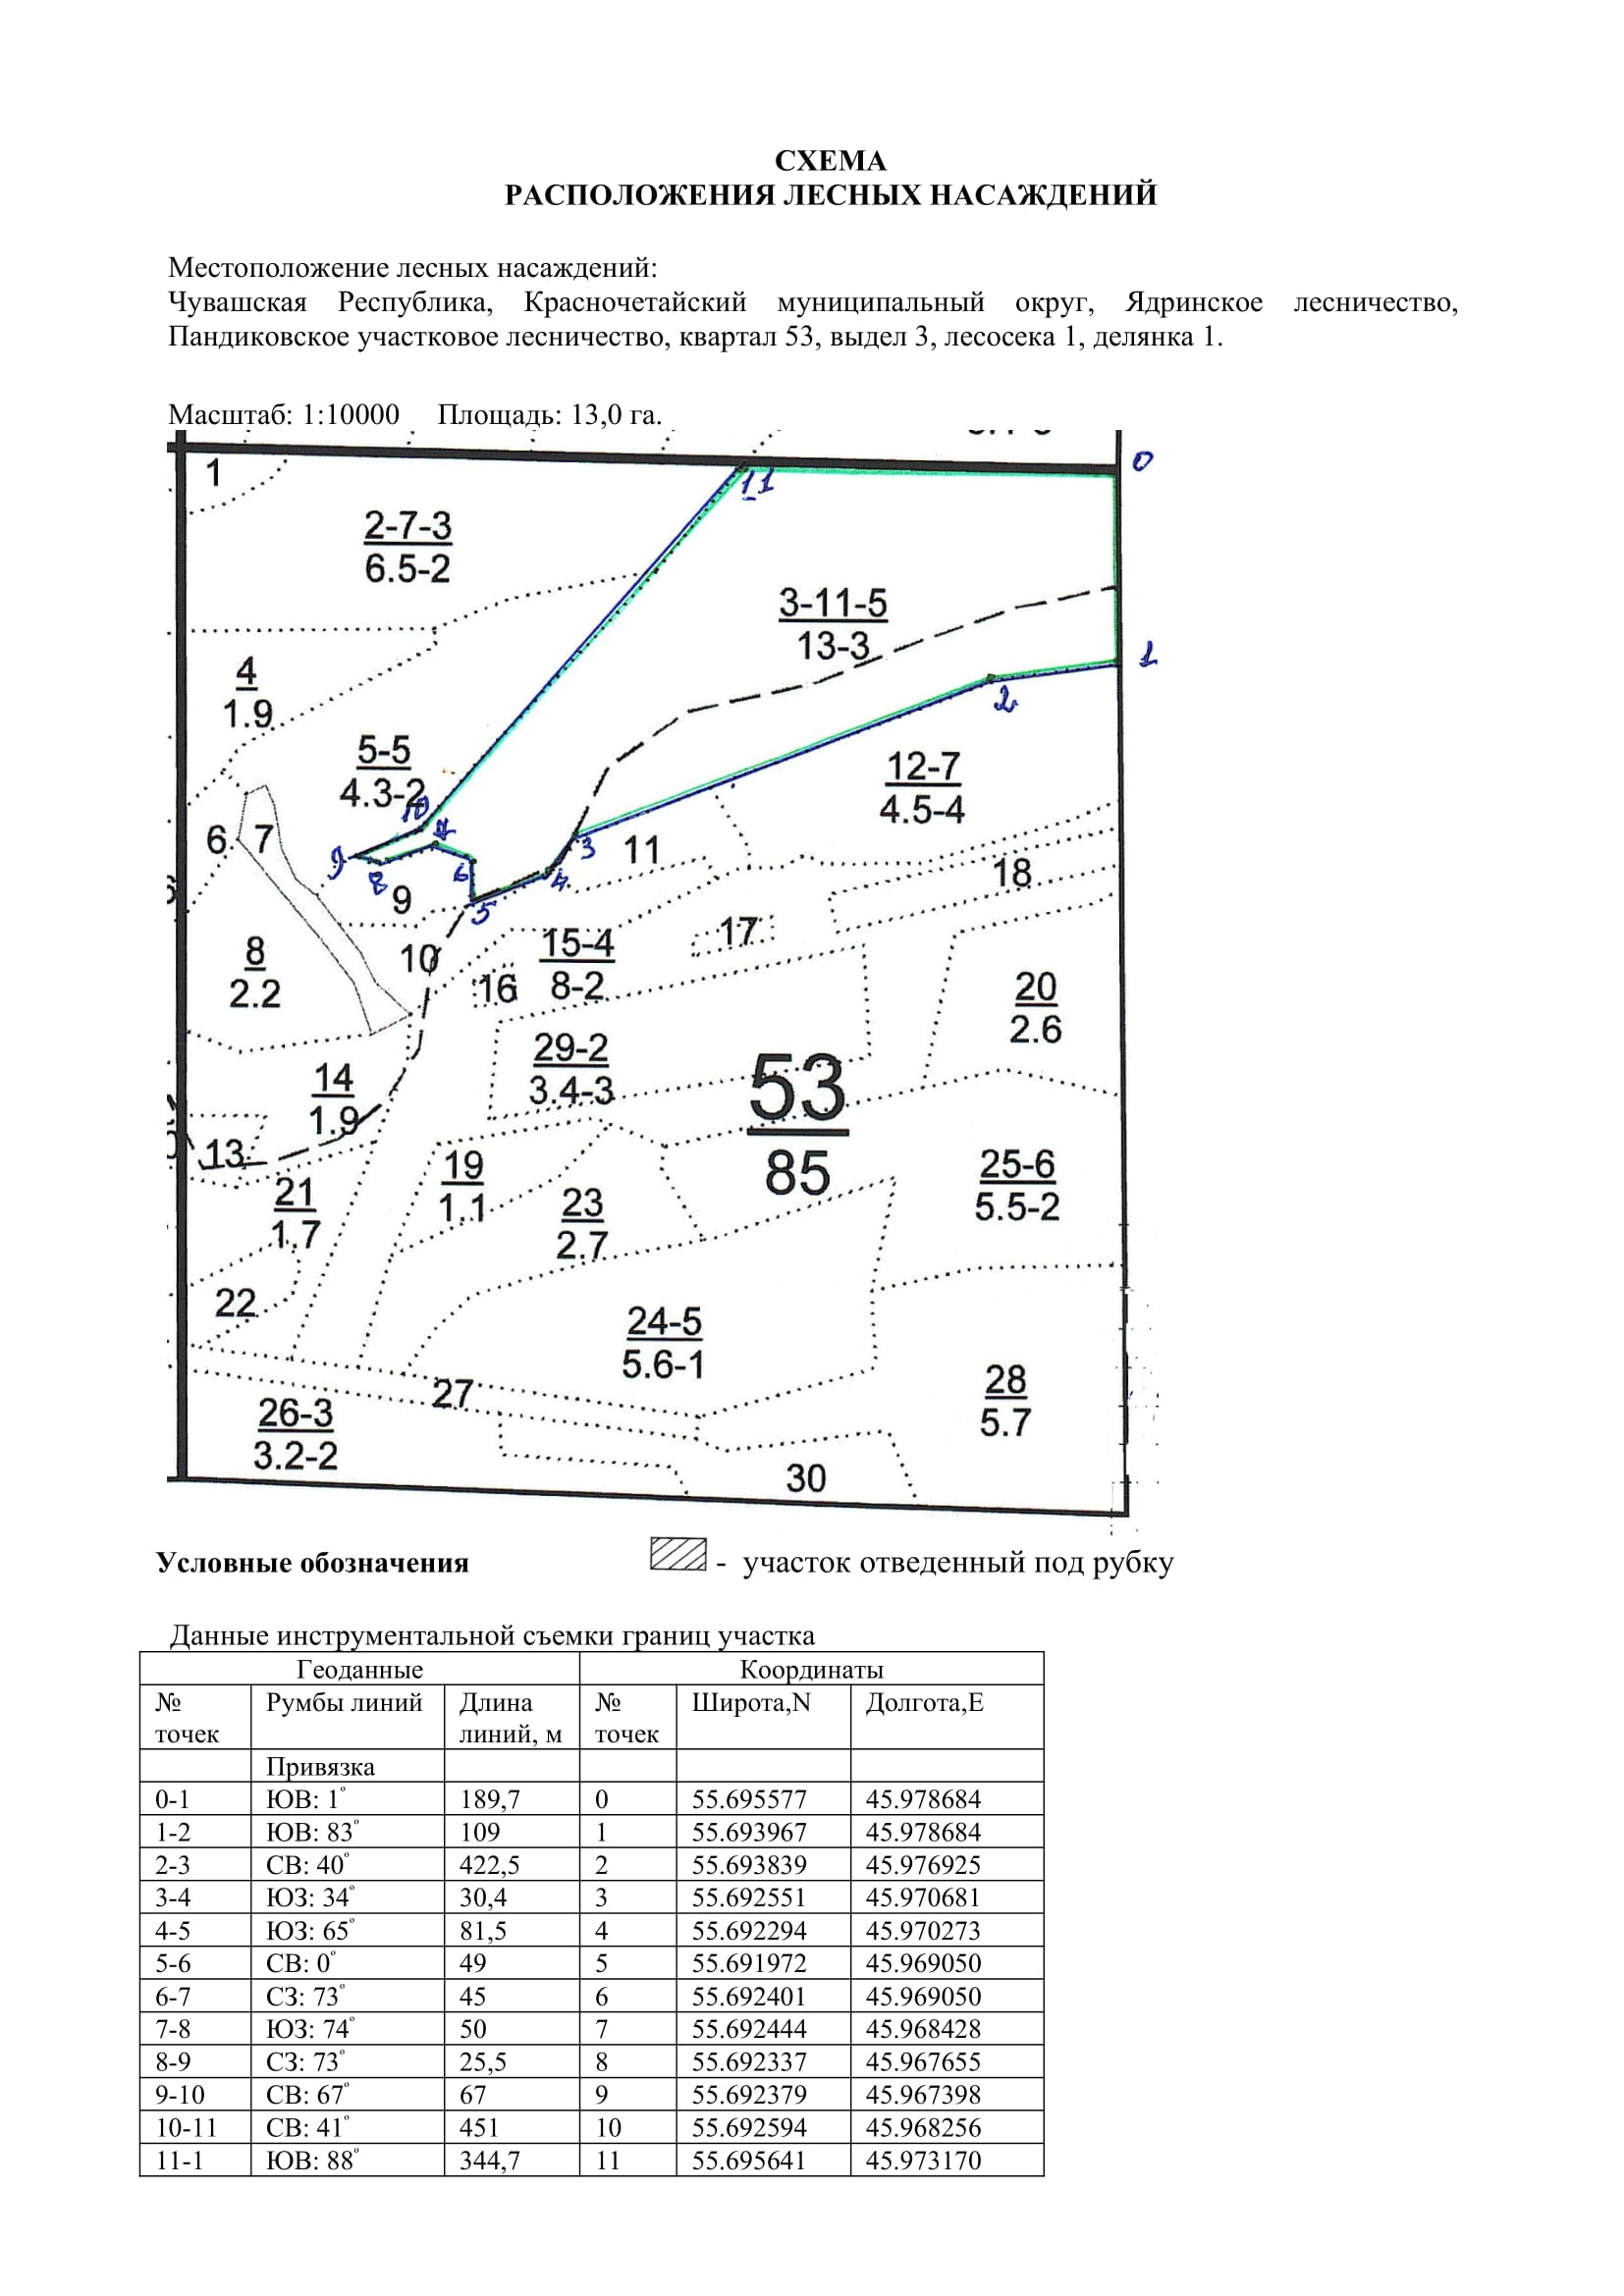 СХЕМА
РАСПОЛОЖЕНИЯ ЛЕСНЫХ НАСАЖДЕНИЙ
Местоположение лесных насаждений:
Чувашская Республика, Красночетайский муниципальный округ, Ядринское лесничество,
Пандиковское участковое лесничество, квартал 53, выдел 3, лесосека 1, делянка 1.
Масштаб: 1:10000 Площадь: 13,0 га.
0
1
11
2-7-3
6.5-2
3-11-5
13-3
1
4
1.9
2
5-5
4.3-2
12-7
4.5-4
10
7
6
7
3
11
9
8
6
4
18
9
5
17
8
2.2
10
15-4
8-2
16
20
2.6
29-2
3.4-3
53
85
14
1.9
13
19
1.1
25-6
5.5-2
21
1.7
23
2.7
22
24-5
5.6-1
27
28
5.7
26-3
3.2-2
30
Условные обозначения - участок отведенный под рубку
Данные инструментальной съемки границ участка
Геоданные Координаты
№ точек Румбы линий Длина линий, м № точек Широта,N Долгота,E
Привязка
0-1 ЮВ: 1° 189,7 0 55.695577 45.978684
1-2 ЮВ: 83° 109 1 55.693967 45.978684
2-3 СВ: 40° 422,5 2 55.693839 45.976925
3-4 ЮЗ: 34° 30,4 3 55.692551 45.970681
4-5 ЮЗ: 65° 81,5 4 55.692294 45.970273
5-6 СВ: 0° 49 5 55.691972 45.969050
6-7 СЗ: 73° 45 6 55.692401 45.969050
7-8 ЮЗ: 74° 50 7 55.692444 45.968428
8-9 СЗ: 73° 25,5 8 55.692337 45.967655
9-10 СВ: 67° 67 9 55.692379 45.967398
10-11 СВ: 41° 451 10 55.692594 45.968256
11-1 ЮВ: 88° 344,7 11 55.695641 45.973170